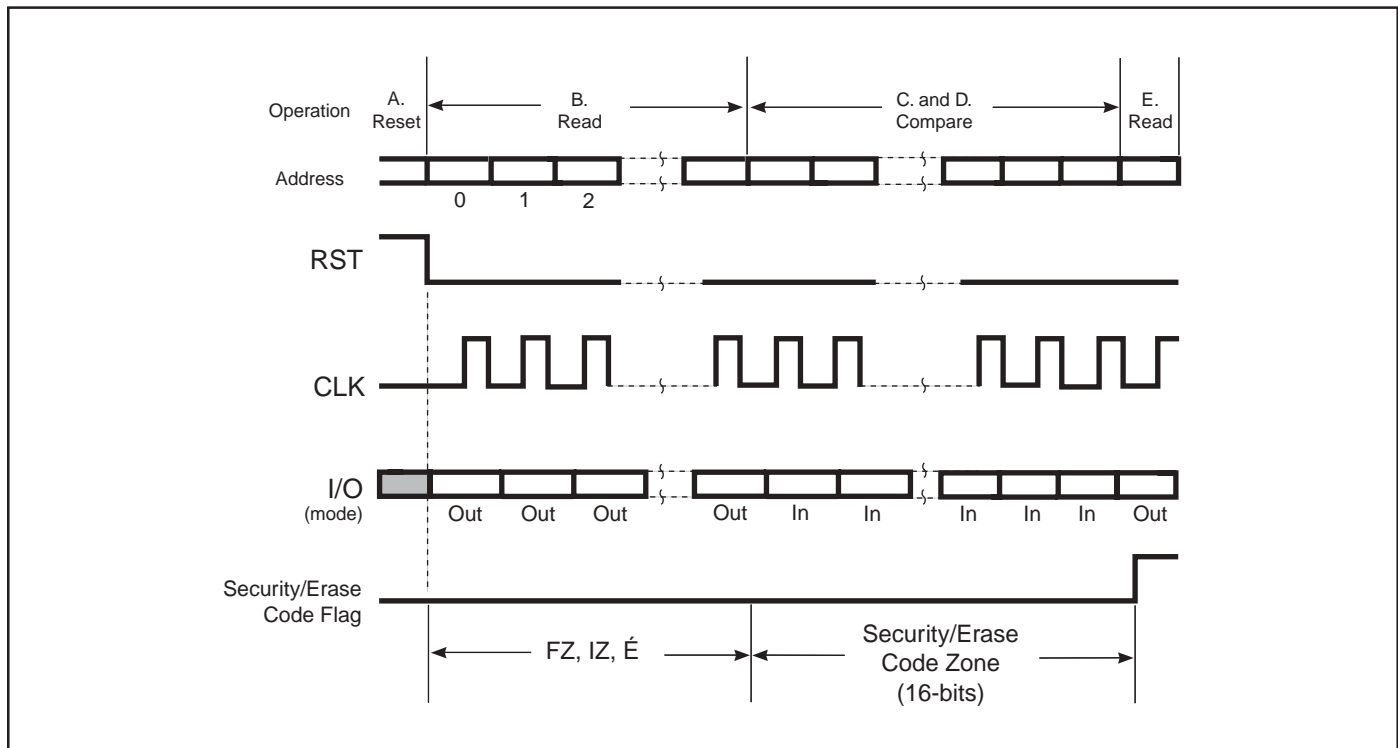 Operation
A.
Reset
B.
Read
C. and D.
Compare
E.
Read
Address
0 1 2
RST
CLK
I/O
(mode)
Out Out Out Out In In In In In Out
Security/Erase
Code Flag
FZ, IZ, É
Security/Erase
Code Zone
(16-bits)